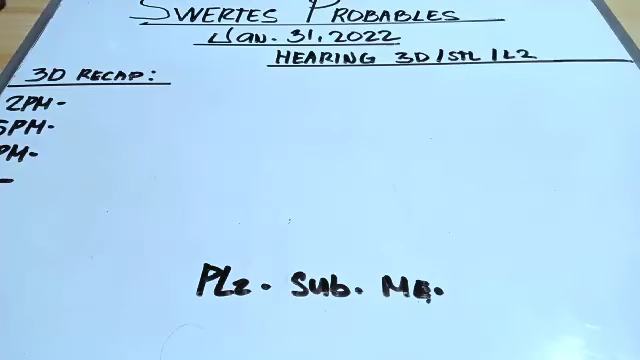 SWERTES PROBABLES
JAN. 31, 2022
HEARING 3D/STL/L2
3D RECAP:
2PM-
5PM-
PM-
-
PLz. Sub. ME.